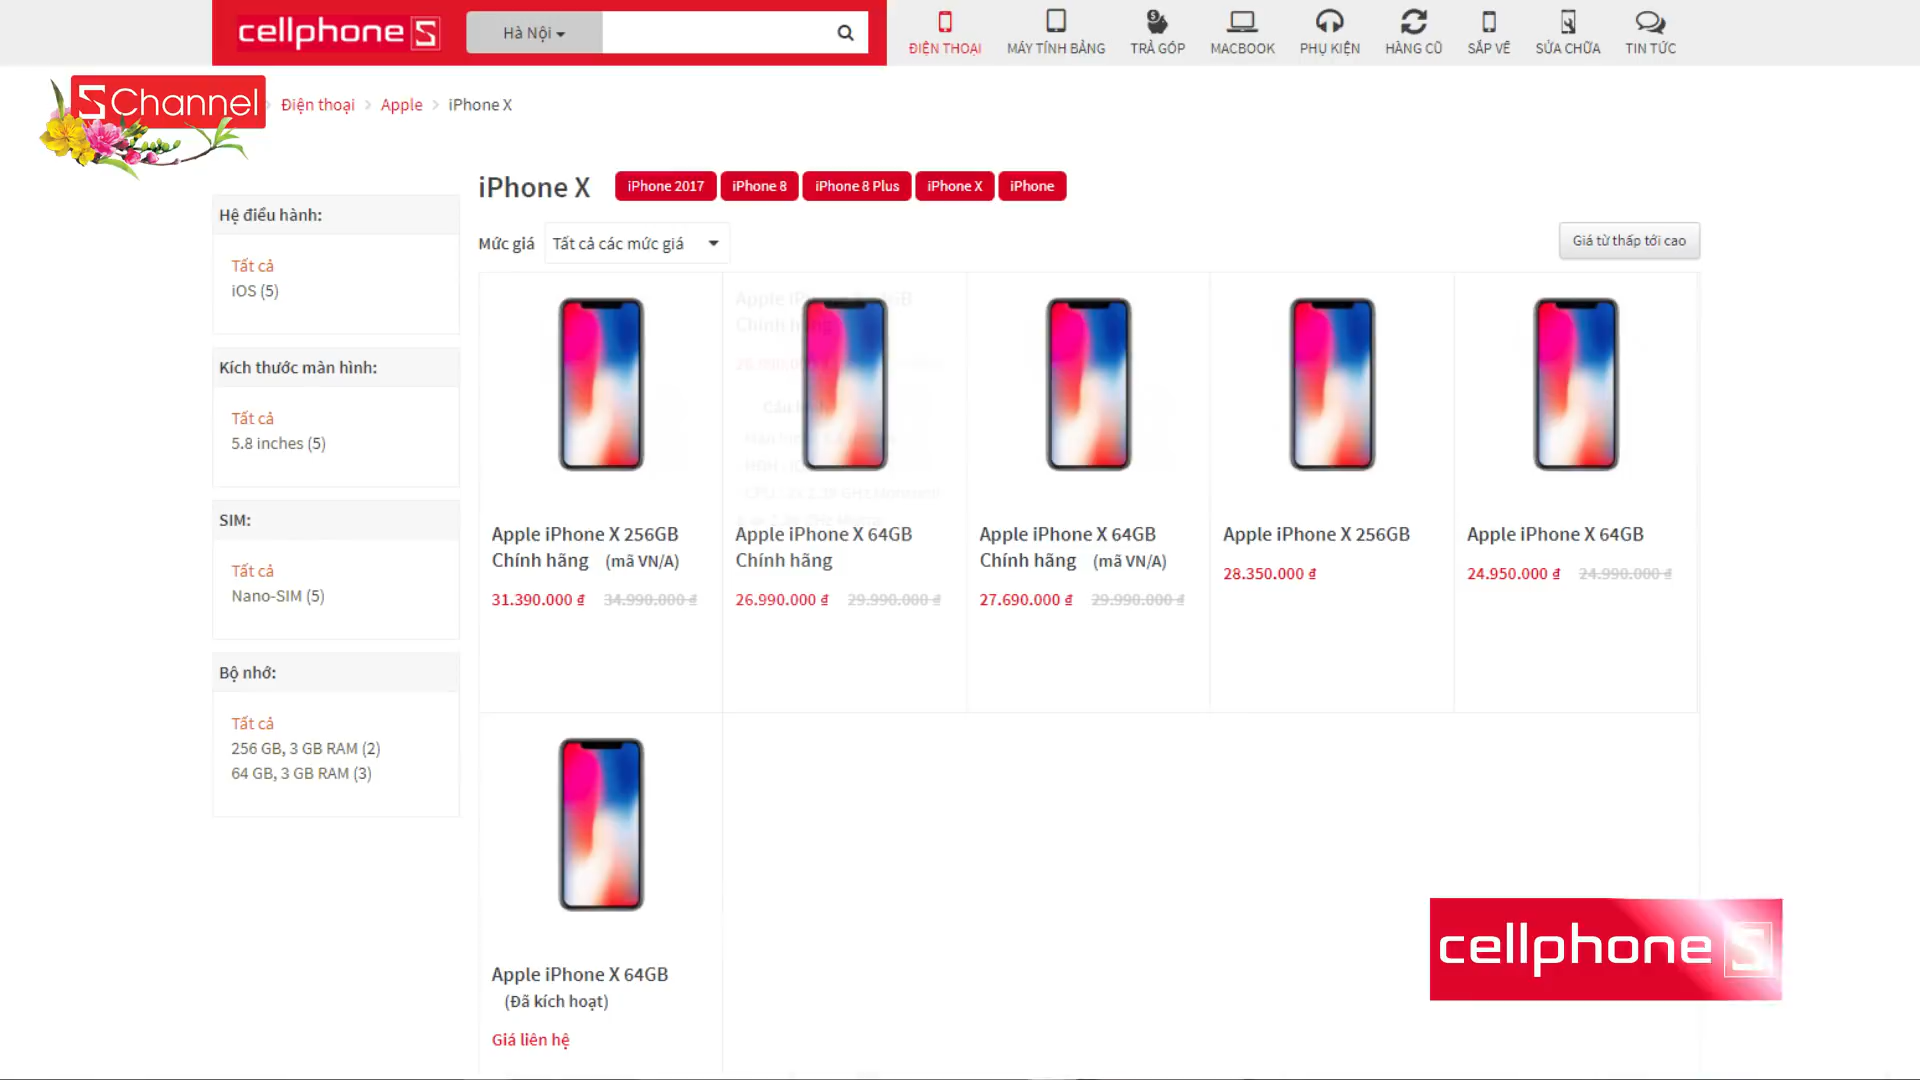 cellphone S
Hà Nội
ĐIỆN THOẠI
MÁY TÍNH BẢNG
TRẢ GÓP
MACBOOK
PHỤ KIỆN
HÀNG CŨ
SẮP VỀ
SỬA CHỮA
TIN TỨC
S Channel
Điện thoại > Apple > iPhone X
iPhone X
iPhone 2017
iPhone 8
iPhone 8 Plus
iPhone X
iPhone
Mức giá
Tất cả các mức giá
Giá từ thấp tới cao
Hệ điều hành:
Tất cả
iOS (5)
Kích thước màn hình:
Tất cả
5.8 inches (5)
SIM:
Tất cả
Nano-SIM (5)
Bộ nhớ:
Tất cả
256 GB, 3 GB RAM (2)
64 GB, 3 GB RAM (3)
Apple iPhone X 256GB
Chính hãng (mã VN/A)
31.390.000 ₫ 34.990.000 ₫
Apple iPhone X 64GB
Chính hãng
26.990.000 ₫ 29.990.000 ₫
Apple iPhone X 64GB
Chính hãng (mã VN/A)
27.690.000 ₫ 29.990.000 ₫
Apple iPhone X 256GB
28.350.000 ₫
Apple iPhone X 64GB
24.950.000 ₫ 24.990.000 ₫
Apple iPhone X 64GB
(Đã kích hoạt)
Giá liên hệ
cellphone S